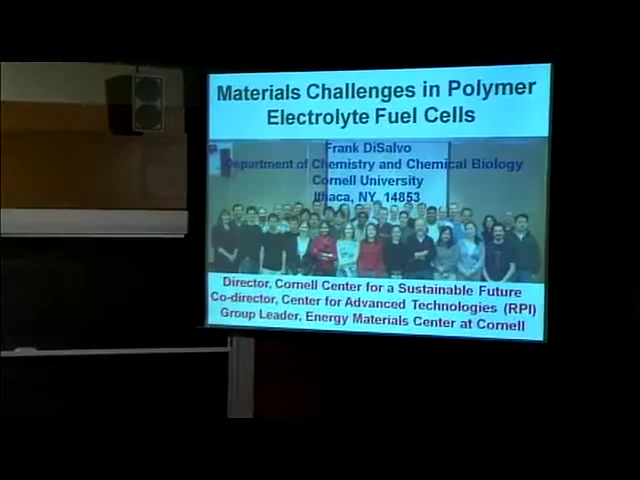 Materials Challenges in Polymer
Electrolyte Fuel Cells
Frank DiSalvo
Department of Chemistry and Chemical Biology
Cornell University
Ithaca, NY 14853
Director, Cornell Center for a Sustainable Future
Co-director, Center for Advanced Technologies (RPI)
Group Leader, Energy Materials Center at Cornell